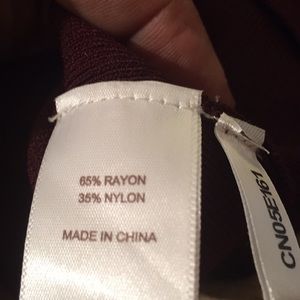 65% RAYON
35% NYLON
MADE IN CHINA
CN05E161